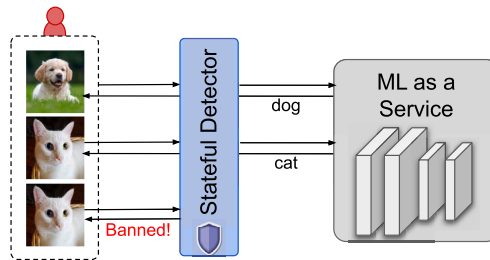 Stateful Detector
ML as a
Service
dog
cat
Banned!